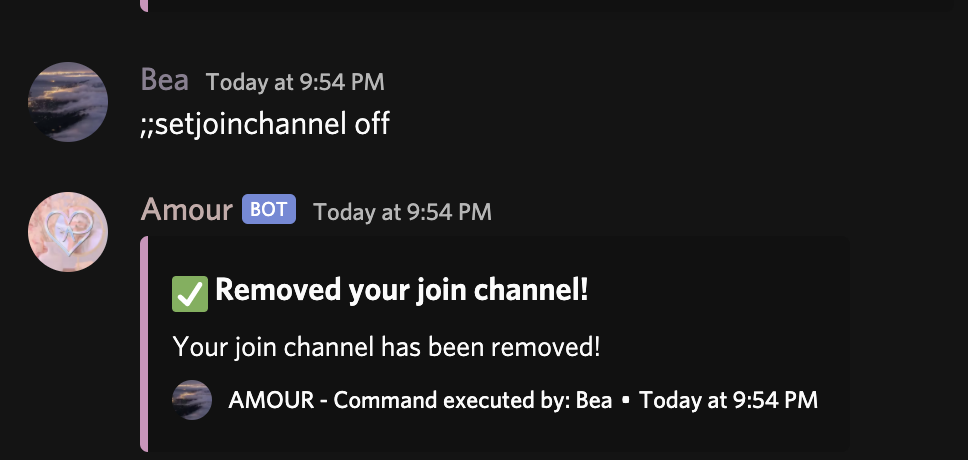 Bea Today at 9:54 PM
;;setjoinchannel off
Amour BOT Today at 9:54 PM
✅ Removed your join channel!
Your join channel has been removed!
AMOUR - Command executed by: Bea • Today at 9:54 PM